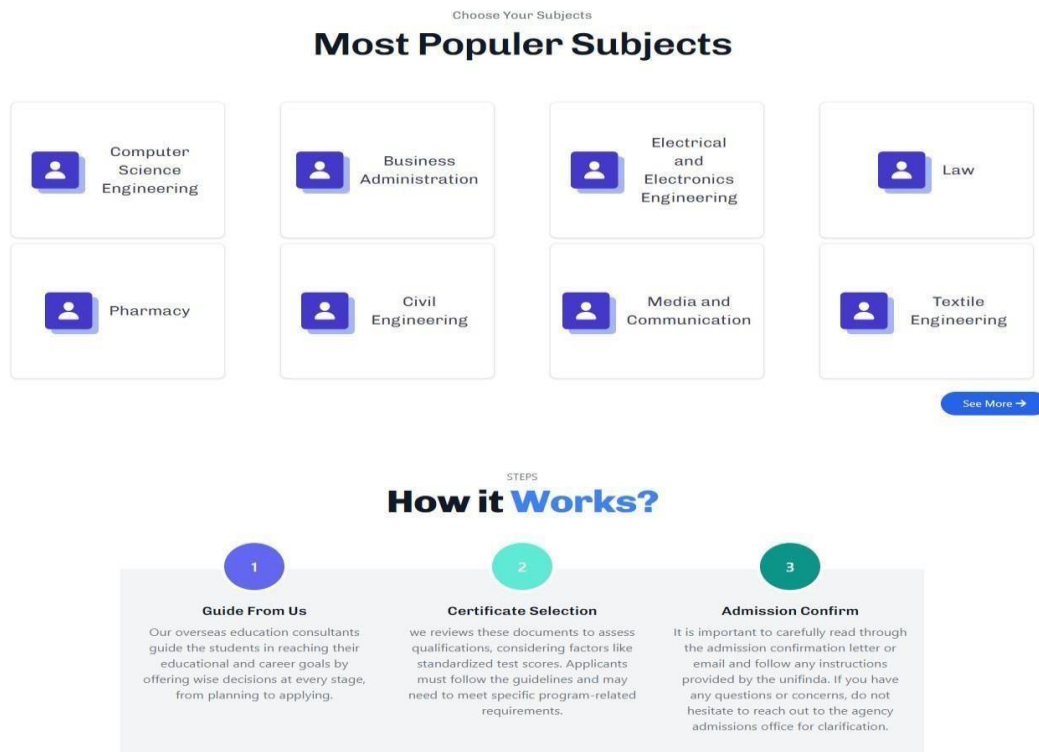 Choose Your Subjects
Most Populer Subjects
Computer
Science
Engineering
Business
Administration
Electrical
and
Electronics
Engineering
Law
Pharmacy
Civil
Engineering
Media and
Communication
Textile
Engineering
See More →
STEPS
How it Works?
1
Guide From Us
Our overseas education consultants
guide the students in reaching their
educational and career goals by
offering wise decisions at every stage,
from planning to applying.
2
Certificate Selection
we reviews these documents to assess
qualifications, considering factors like
standardized test scores. Applicants
must follow the guidelines and may
need to meet specific program-related
requirements.
3
Admission Confirm
It is important to carefully read through
the admission confirmation letter or
email and follow any instructions
provided by the unifinda. If you have
any questions or concerns, do not
hesitate to reach out to the agency
admissions office for clarification.